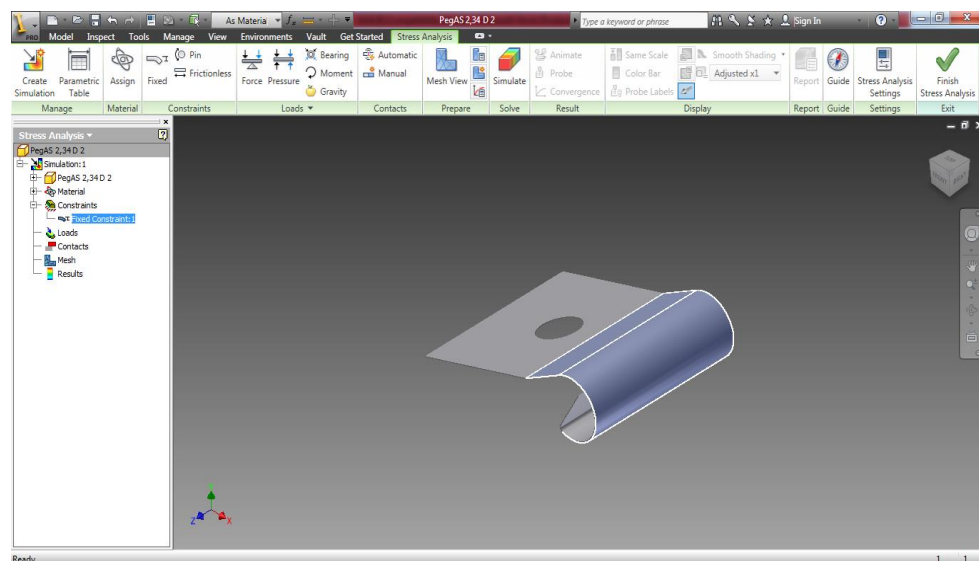 As Materia PegAS 2,34 D 2 Type a keyword or phrase Sign In
PRO Model Inspect Tools Manage View Environments Vault Get Started Stress Analysis
Pin Bearing Automatic Animate Same Scale Smooth Shading
Frictionless Moment Manual Probe Color Bar Adjusted x1
Gravity Convergence Probe Labels
Create Simulation Parametric Table Assign Fixed Force Pressure Mesh View Simulate Report Guide Stress Analysis Settings Finish Stress Analysis
Manage Material Constraints Loads Contacts Prepare Solve Result Display Report Guide Settings Exit
Stress Analysis
PegAS 2,34 D 2
Simulation:1
PegAS 2,34 D 2
Material
Constraints
Fixed Constraint:1
Loads
Contacts
Mesh
Results
Z X
Ready 1 1